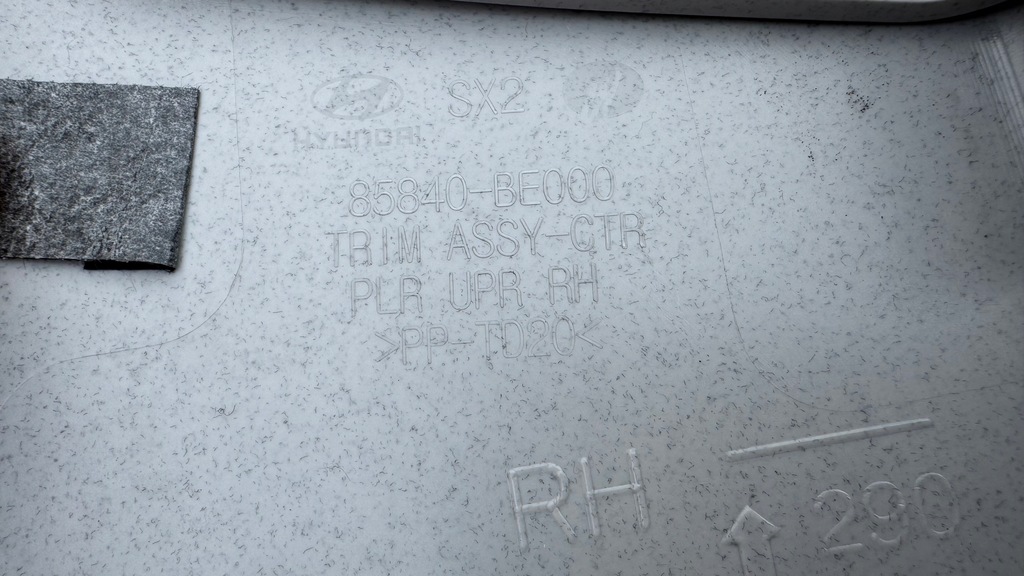 SX2
HYUNDAI
85840-BE000
TRIM ASSY-CTR
PLR UPR RH
>PP-TD20<
RH
290